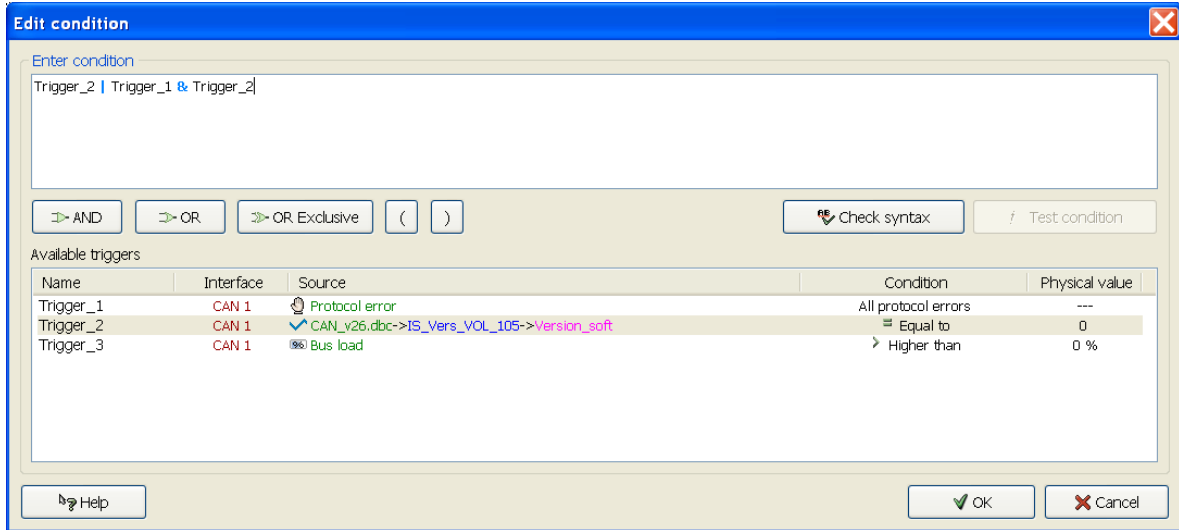 Edit condition
Enter condition
Trigger_2 | Trigger_1 & Trigger_2
AND OR OR Exclusive ( ) Check syntax Test condition
Available triggers
Name Interface Source Condition Physical value
Trigger_1 CAN 1 Protocol error All protocol errors ---
Trigger_2 CAN 1 CAN_v26.dbc->IS_Vers_VOL_105->Version_soft = Equal to 0
Trigger_3 CAN 1 Bus load > Higher than 0 %
Help OK Cancel